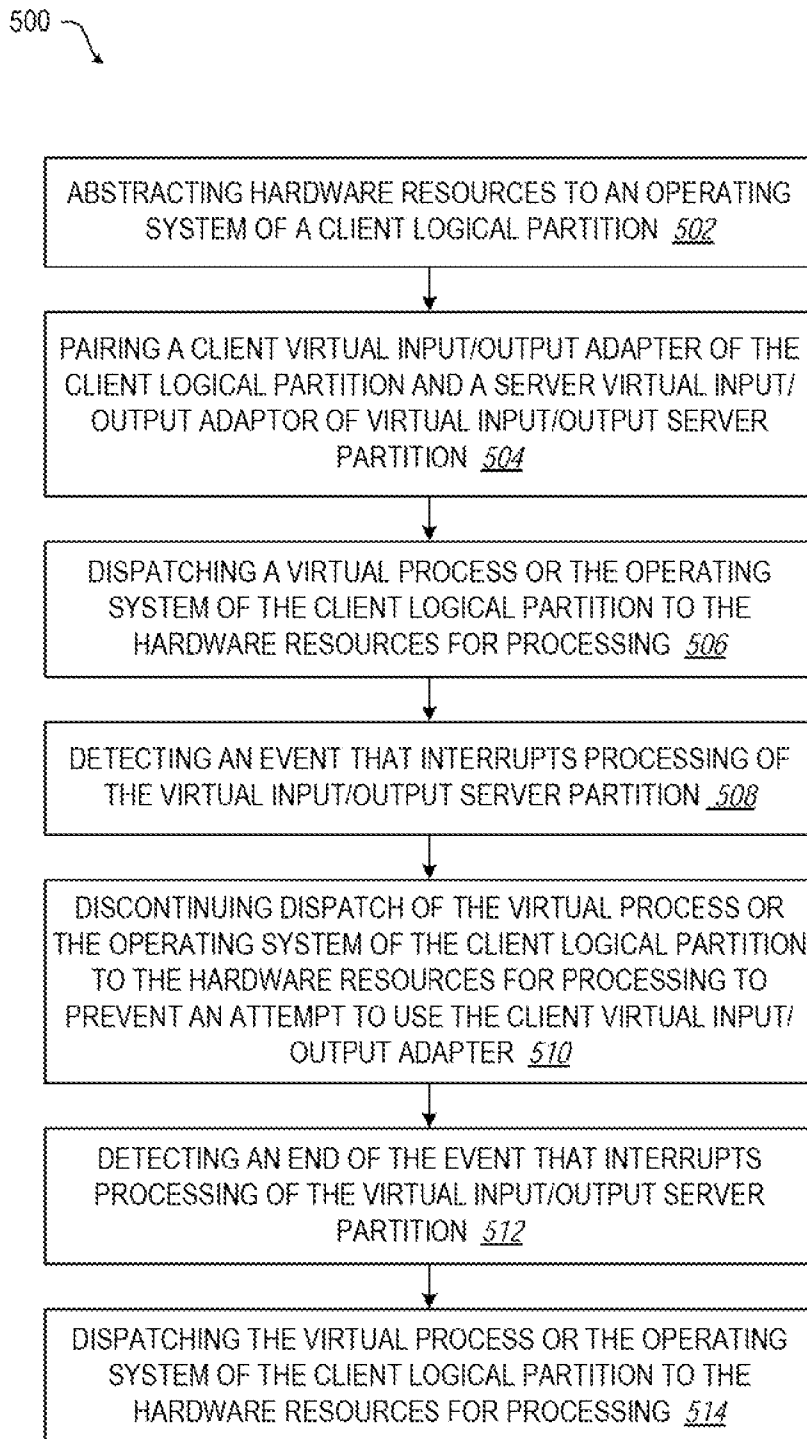 500
ABSTRACTING HARDWARE RESOURCES TO AN OPERATING
SYSTEM OF A CLIENT LOGICAL PARTITION 502
PAIRING A CLIENT VIRTUAL INPUT/OUTPUT ADAPTER OF THE
CLIENT LOGICAL PARTITION AND A SERVER VIRTUAL INPUT/
OUTPUT ADAPTOR OF VIRTUAL INPUT/OUTPUT SERVER
PARTITION 504
DISPATCHING A VIRTUAL PROCESS OR THE OPERATING
SYSTEM OF THE CLIENT LOGICAL PARTITION TO THE
HARDWARE RESOURCES FOR PROCESSING 506
DETECTING AN EVENT THAT INTERRUPTS PROCESSING OF
THE VIRTUAL INPUT/OUTPUT SERVER PARTITION 508
DISCONTINUING DISPATCH OF THE VIRTUAL PROCESS OR
THE OPERATING SYSTEM OF THE CLIENT LOGICAL PARTITION
TO THE HARDWARE RESOURCES FOR PROCESSING TO
PREVENT AN ATTEMPT TO USE THE CLIENT VIRTUAL INPUT/
OUTPUT ADAPTER 510
DETECTING AN END OF THE EVENT THAT INTERRUPTS
PROCESSING OF THE VIRTUAL INPUT/OUTPUT SERVER
PARTITION 512
DISPATCHING THE VIRTUAL PROCESS OR THE OPERATING
SYSTEM OF THE CLIENT LOGICAL PARTITION TO THE
HARDWARE RESOURCES FOR PROCESSING 514